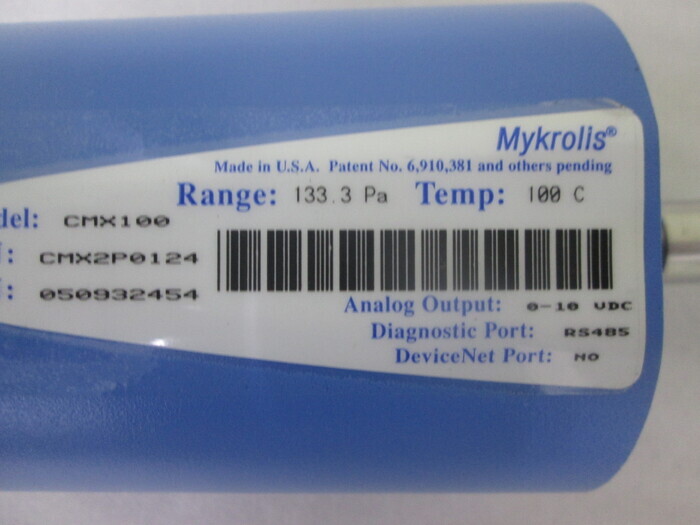 Mykrolis®
Made in U.S.A. Patent No. 6,910,381 and others pending
Range: 133.3 Pa Temp: 100 C
del: CMX100
: CMX2P0124
: 050932454
Analog Output: 0-10 VDC
Diagnostic Port: RS485
DeviceNet Port: NO